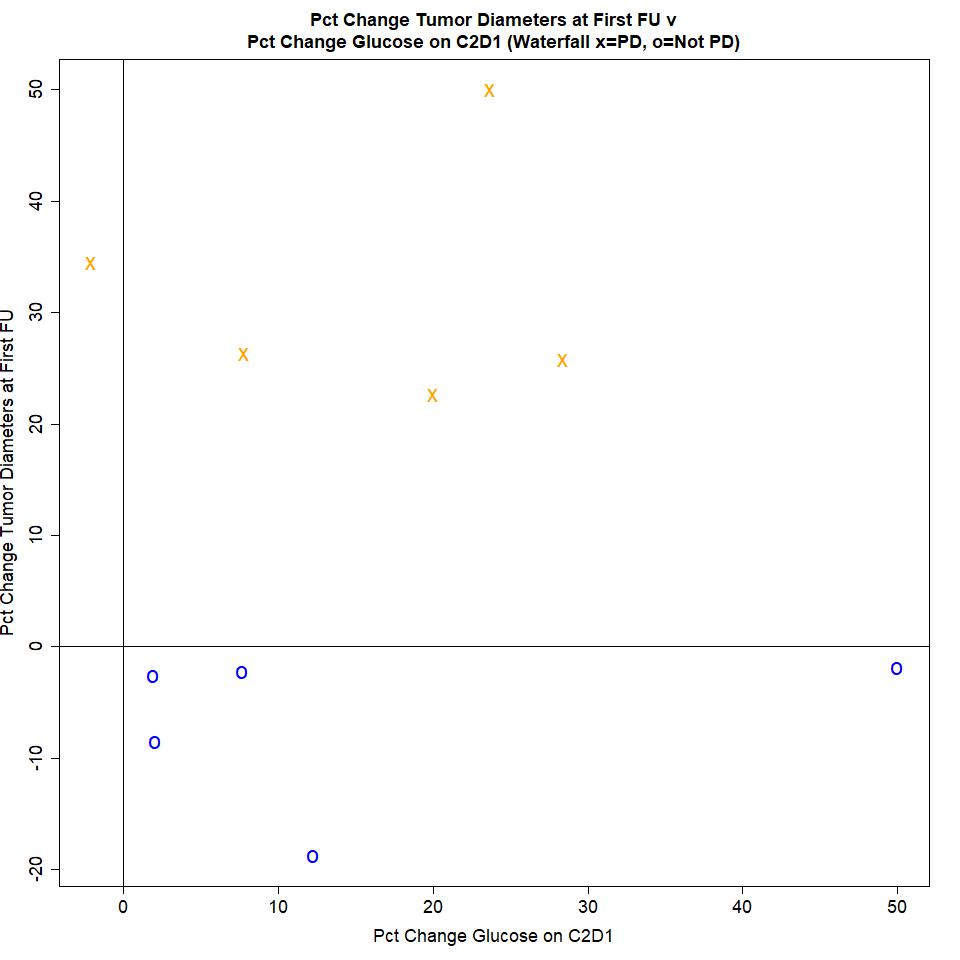 Pct Change Tumor Diameters at First FU v
Pct Change Glucose on C2D1 (Waterfall x=PD, o=Not PD)
Pct Change Tumor Diameters at First FU
50
40
30
20
10
0
-10
-20
X
X
X
X
X
O
O
O
O
O
0 10 20 30 40 50
Pct Change Glucose on C2D1